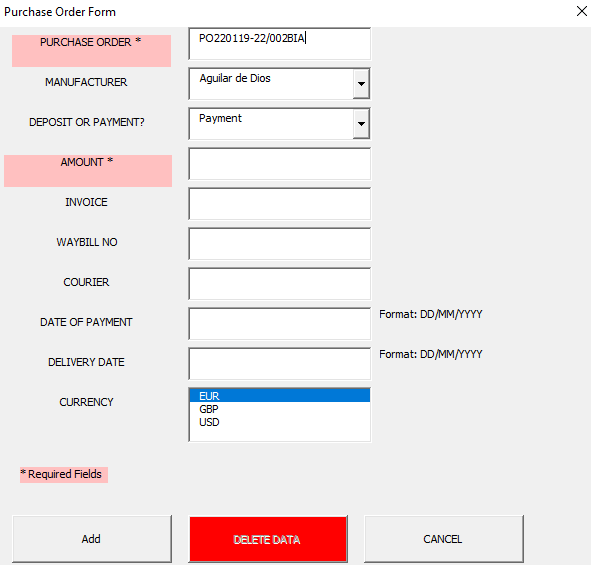 Purchase Order Form
PURCHASE ORDER *
PO220119-22/002BIA
MANUFACTURER
Aguilar de Dios
DEPOSIT OR PAYMENT?
Payment
AMOUNT *
INVOICE
WAYBILL NO
COURIER
DATE OF PAYMENT
Format: DD/MM/YYYY
DELIVERY DATE
Format: DD/MM/YYYY
CURRENCY
EUR
GBP
USD
* Required Fields
Add
DELETE DATA
CANCEL